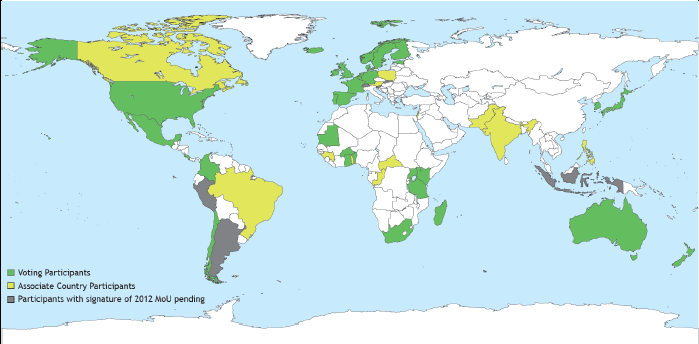 Voting Participants
Associate Country Participants
Participants with signature of 2012 MoU pending